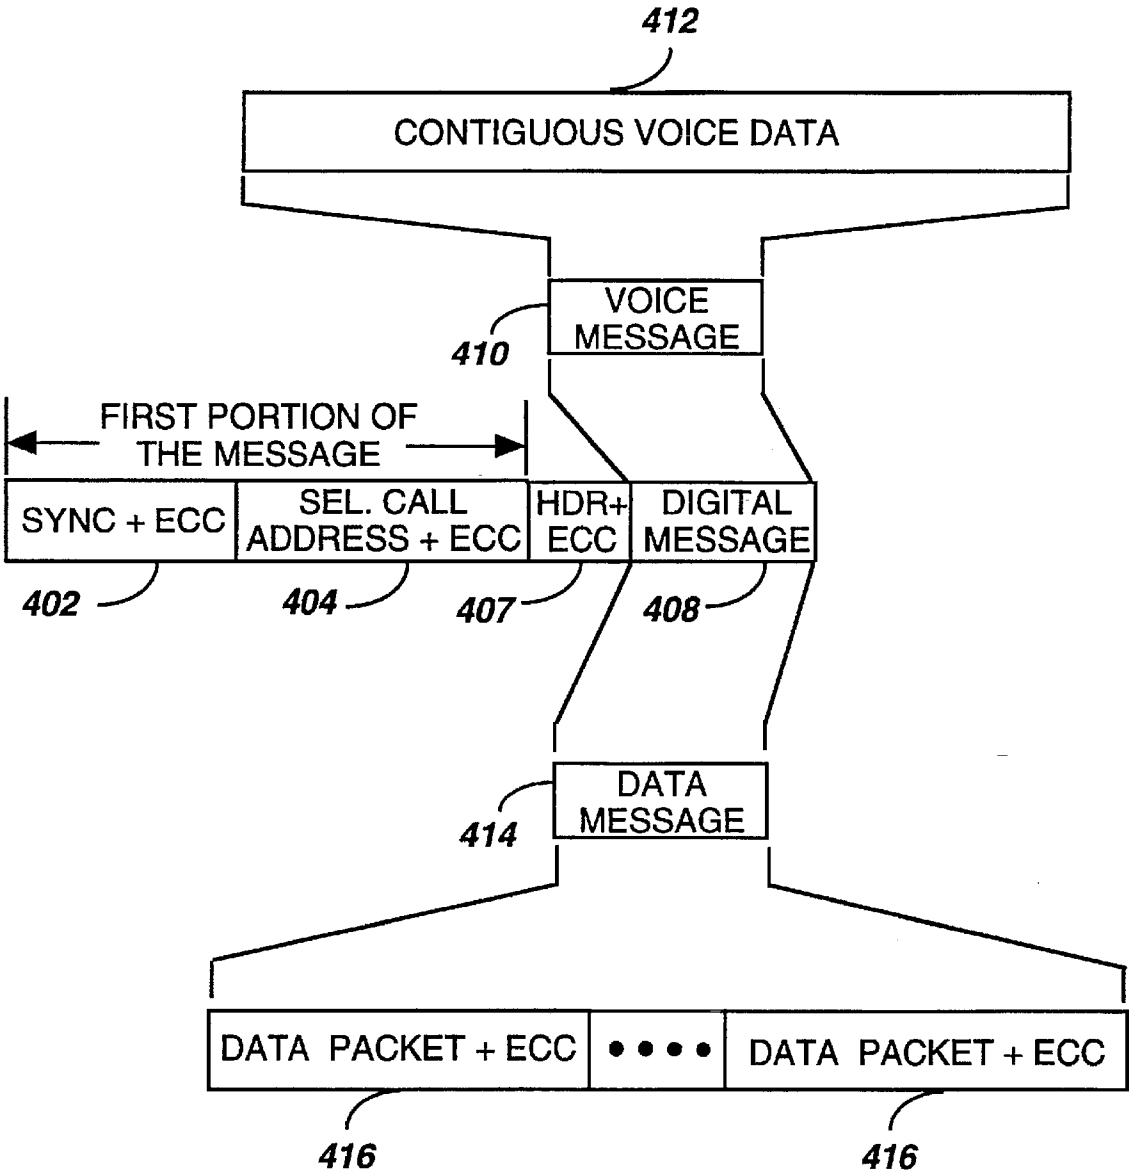 412
CONTIGUOUS VOICE DATA
VOICE
MESSAGE
410
FIRST PORTION OF
THE MESSAGE
SYNC + ECC
SEL. CALL
ADDRESS + ECC
HDR+
ECC
DIGITAL
MESSAGE
402
404
407
408
DATA
MESSAGE
414
DATA PACKET + ECC
DATA PACKET + ECC
416
416